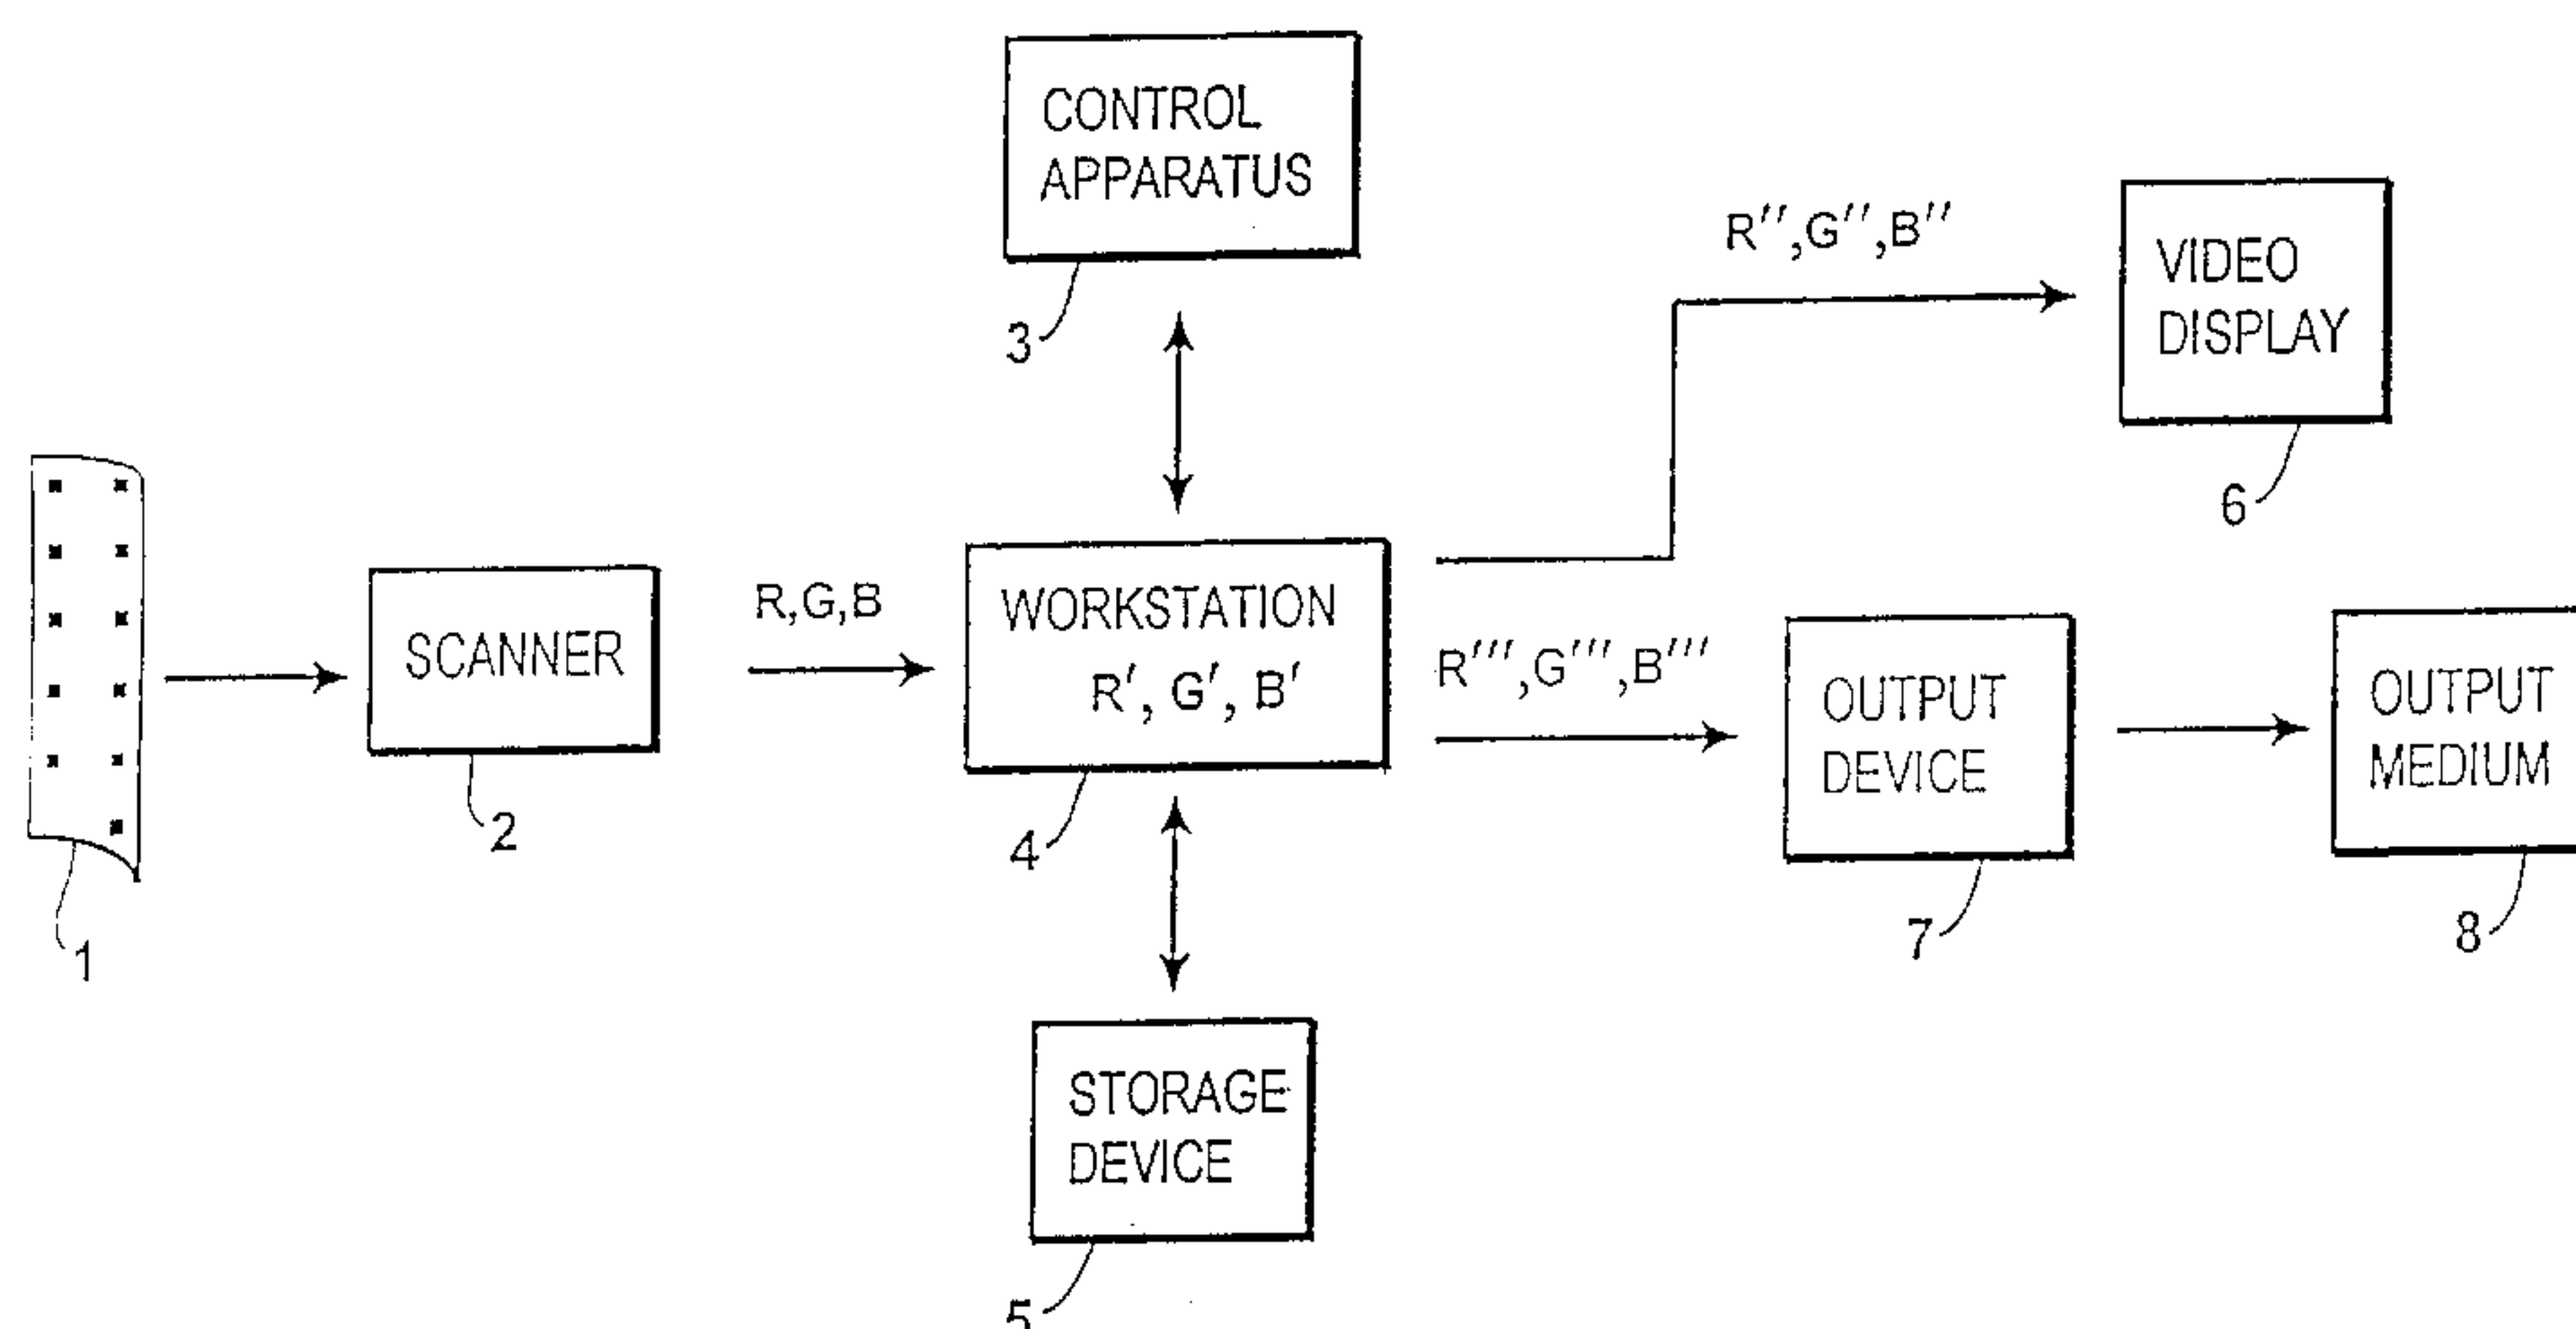 CONTROL
APPARATUS
3
R'',G'',B''
VIDEO
DISPLAY
6
1
SCANNER
2
R,G,B
WORKSTATION
R', G', B'
4
R''',G''',B'''
OUTPUT
DEVICE
7
OUTPUT
MEDIUM
8
STORAGE
DEVICE
5